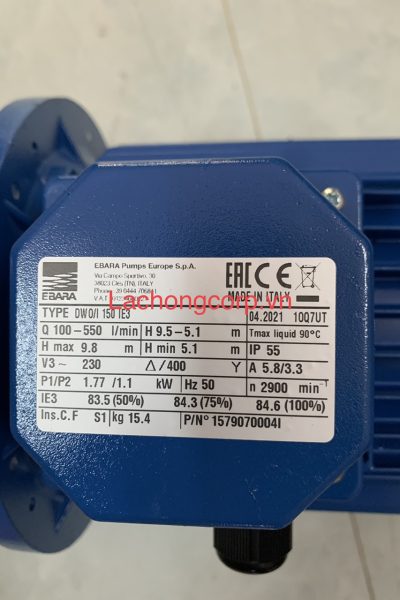 EBARA Pumps Europe S.p.A.
Via Campo Sportivo, 30
38023 Cles (TN), ITALY
EBARA
EAC CE
MADE IN ITALY
Lachongcorp.vn
TYPE DWO/I 150 IE3 04.2021 10Q7UT
Q 100-550 l/min H 9.5-5.1 m Tmax liquid 90°C
H max 9.8 m H min 5.1 m IP 55
V3~ 230 Δ/400 Y A 5.8/3.3
P1/P2 1.77/1.1 kW Hz 50 n 2900 min⁻¹
IE3 83.5 (50%) 84.3 (75%) 84.6 (100%)
Ins.C.F S1 kg 15.4 P/N° 1579070004I